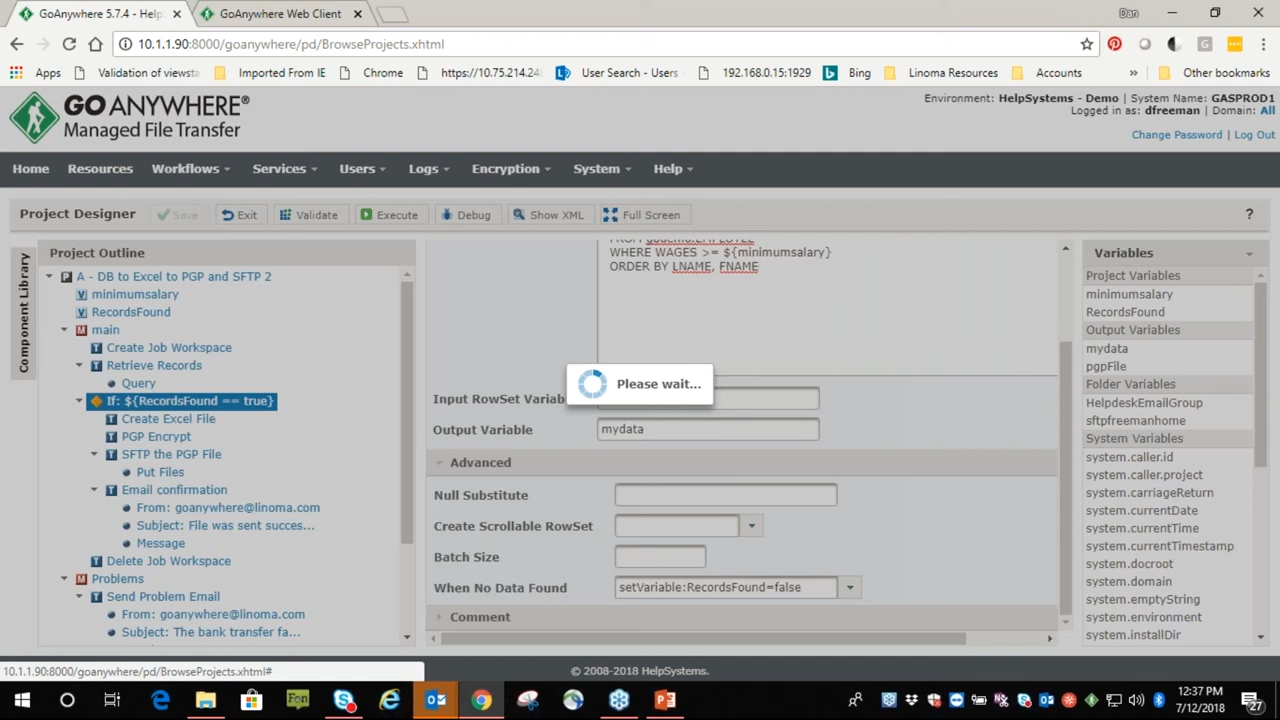 GoAnywhere 5.7.4 - Help
GoAnywhere Web Client
Dan
10.1.1.90:8000/goanywhere/pd/BrowseProjects.xhtml
Apps
Validation of viewsta
Imported From IE
Chrome
https://10.75.214.24
User Search - Users
192.168.0.15:1929
Bing
Linoma Resources
Accounts
»
Other bookmarks
GO ANYWHERE®
Managed File Transfer
Environment: HelpSystems - Demo | System Name: GASPROD1
Logged in as: dfreeman | Domain: All
Change Password | Log Out
Home Resources Workflows Services Users Logs Encryption System Help
Project Designer Save Exit Validate Execute Debug Show XML Full Screen ?
Component Library
Project Outline
A - DB to Excel to PGP and SFTP 2
minimumsalary
RecordsFound
main
Create Job Workspace
Retrieve Records
Query
If: ${RecordsFound == true}
Create Excel File
PGP Encrypt
SFTP the PGP File
Put Files
Email confirmation
From: goanywhere@linoma.com
Subject: File was sent succes...
Message
Delete Job Workspace
Problems
Send Problem Email
From: goanywhere@linoma.com
Subject: The bank transfer fa...
FROM godemo.EMPLOYEE
WHERE WAGES >= ${minimumsalary}
ORDER BY LNAME, FNAME
Please wait...
Input RowSet Variab
Output Variable mydata
Advanced
Null Substitute
Create Scrollable RowSet
Batch Size
When No Data Found setVariable:RecordsFound=false
Comment
Variables
Project Variables
minimumsalary
RecordsFound
Output Variables
mydata
pgpFile
Folder Variables
HelpdeskEmailGroup
sftpfreemanhome
System Variables
system.caller.id
system.caller.project
system.carriageReturn
system.currentDate
system.currentTime
system.currentTimestamp
system.docroot
system.domain
system.emptyString
system.environment
system.installDir
10.1.1.90:8000/goanywhere/pd/BrowseProjects.xhtml#
© 2008-2018 HelpSystems.
Fon
12:37 PM
7/12/2018
27